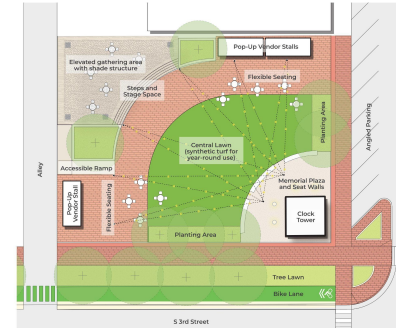 Pop-Up Vendor Stalls
Elevated gathering area
with shade structure
Flexible Seating
Steps and
Stage Space
Planting Area
Angled Parking
Central Lawn
(synthetic turf for
year-round use)
Alley
Accessible Ramp
Memorial Plaza
and Seat Walls
Pop-Up
Vendor Stall
Flexible Seating
Clock
Tower
Planting Area
Tree Lawn
Bike Lane
S 3rd Street